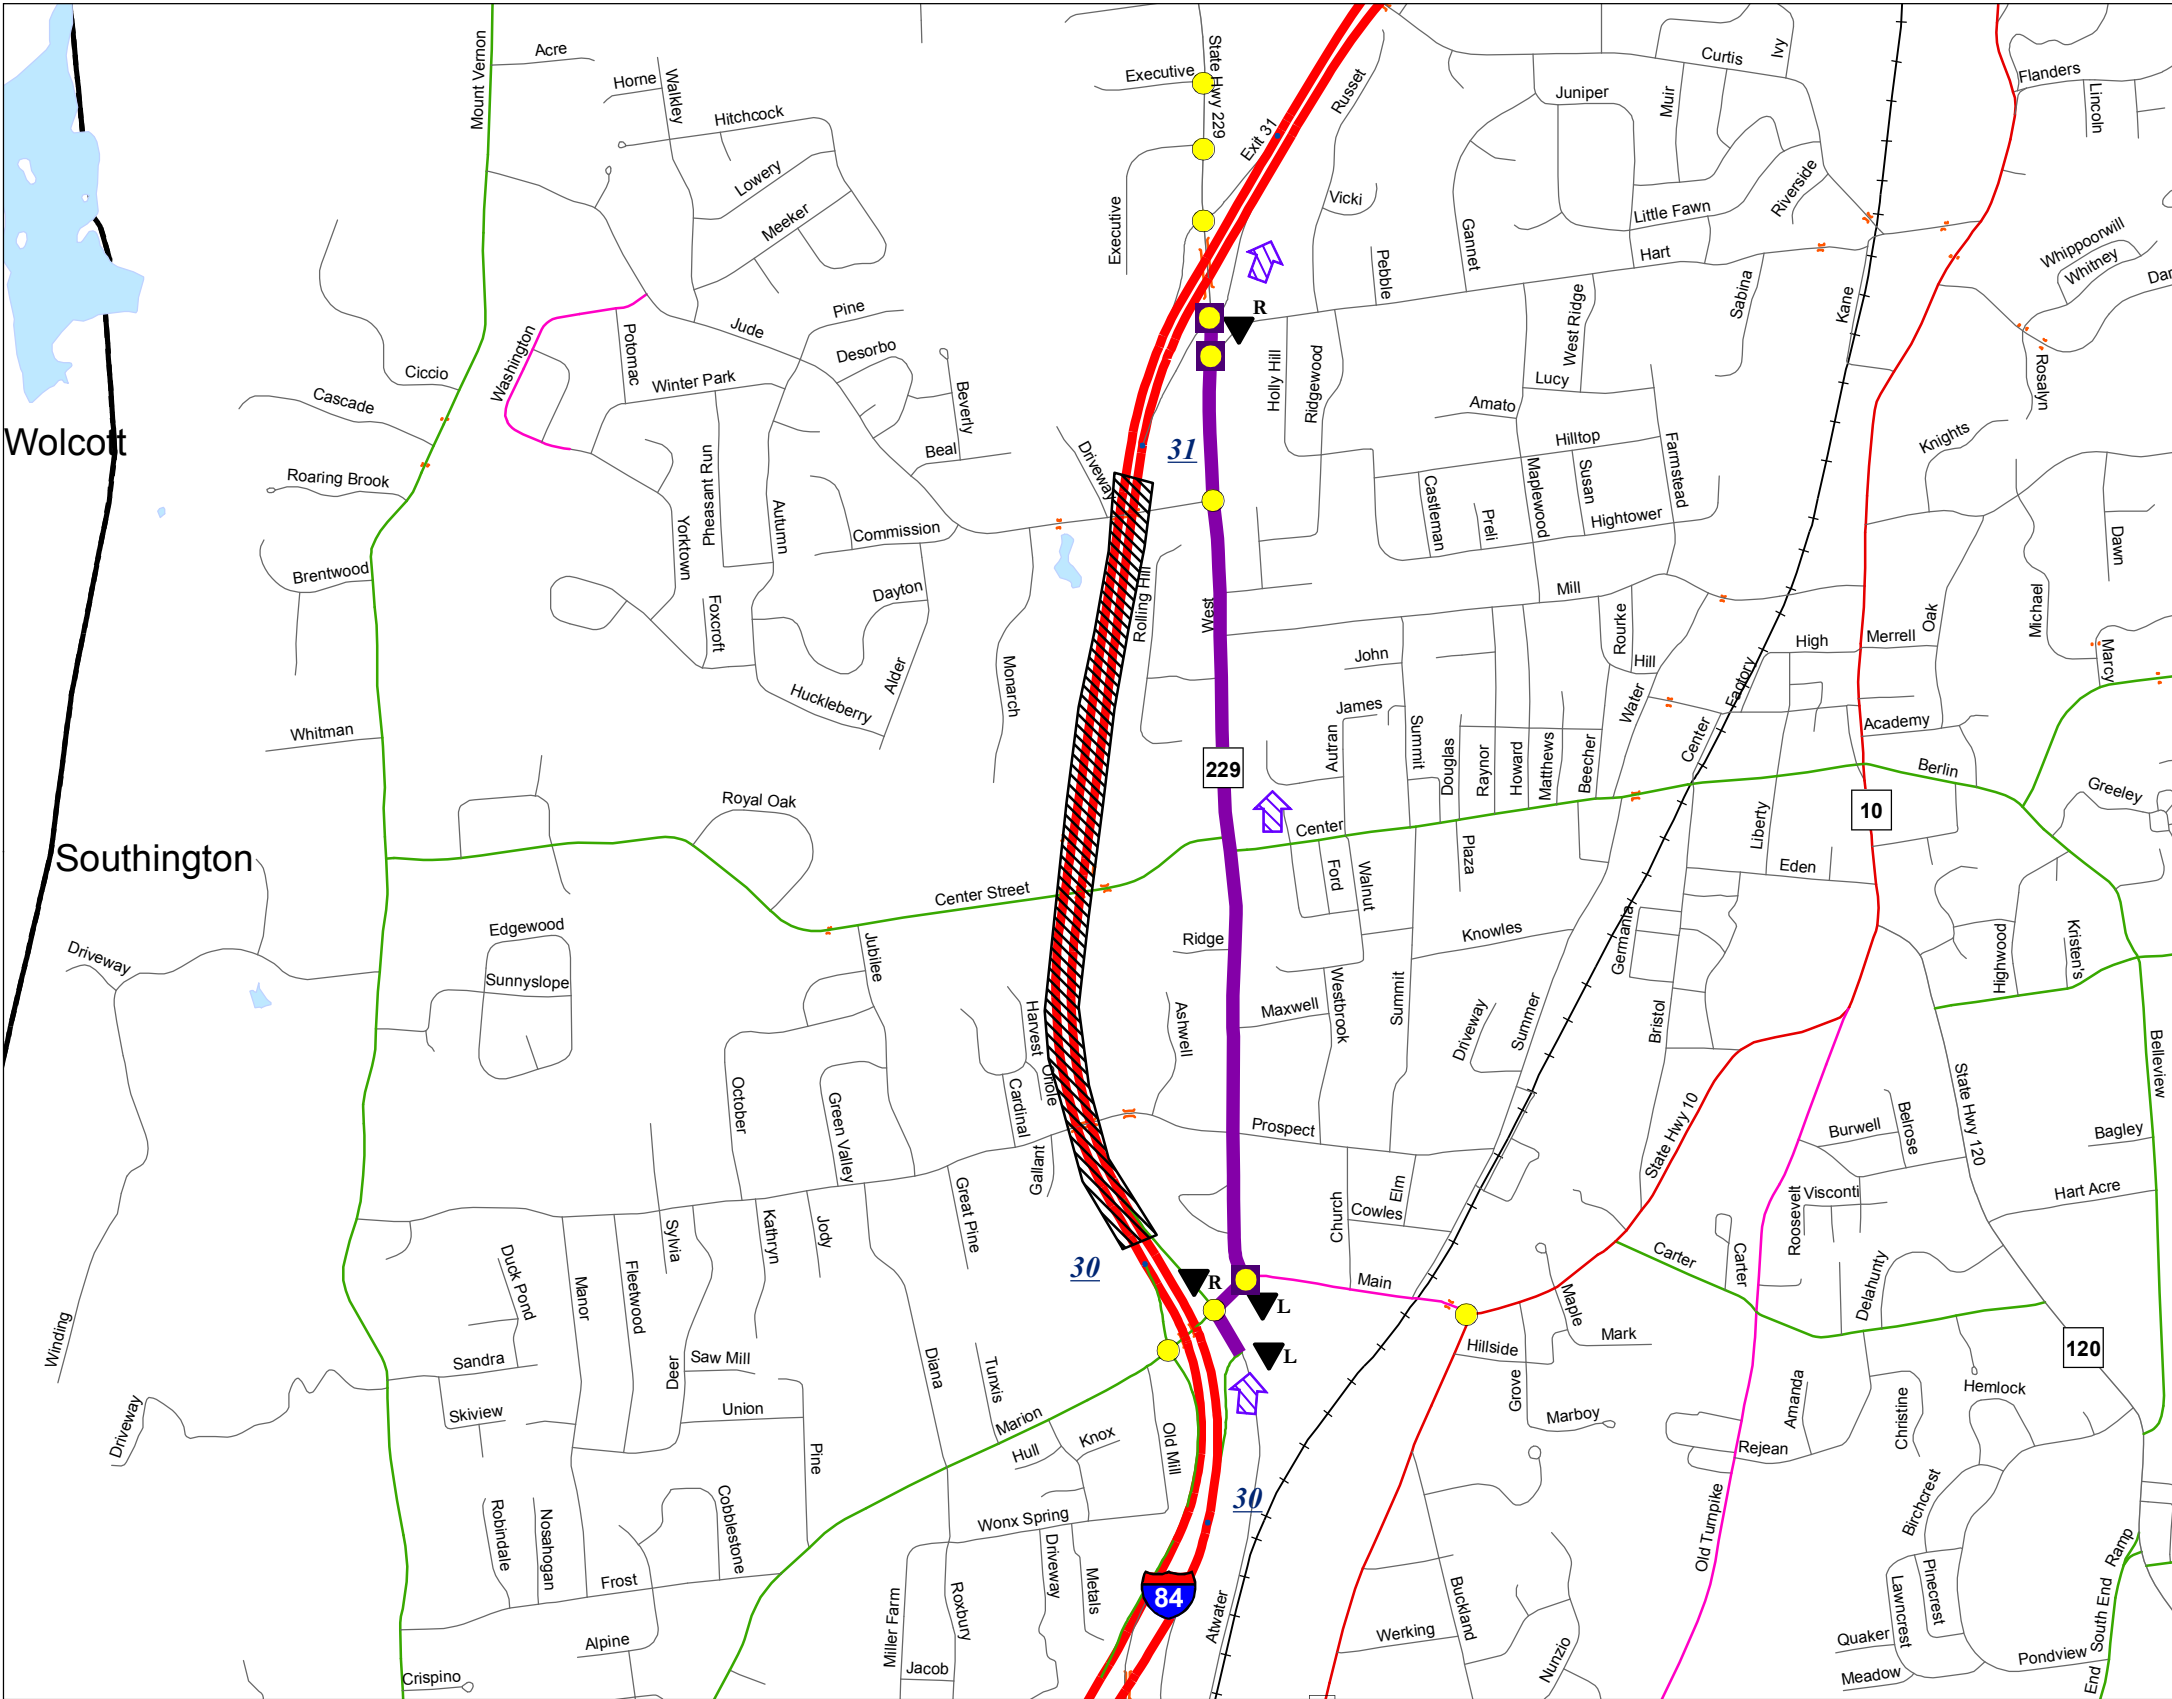 Acre
Mount Vernon
Horne
Walkley
Hitchcock
Lowery
Meeker
Executive
State Hwy 229
Exit 31
Russet
Curtis
Ivy
Juniper
Muir
Flanders
Lincoln
Executive
Vicki
Gannet
Little Fawn
Riverside
Hart
Pebble
Sabina
Kane
Whippoorwill
Whitney
Dar
R
Pine
Jude
Desorbo
Washington
Potomac
Winter Park
Beverly
Ciccio
Cascade
Wolcott
Holly Hill
Ridgewood
West Ridge
Lucy
Amato
Rosalyn
Knights
Beal
Driveway
31
Hilltop
Farmstead
Roaring Brook
Pheasant Run
Yorktown
Autumn
Commission
Castleman
Preli
Maplewood
Susan
Hightower
Dawn
Brentwood
Dayton
Foxcroft
Rolling Hill
West
Mill
Rourke
Hill
Michael
Oak
Merrell
High
Marcy
Alder
Huckleberry
Monarch
John
James
Autran
Summit
Water
Factory
Center
Academy
Whitman
229
Douglas
Raynor
Howard
Matthews
Beecher
Berlin
Greeley
Royal Oak
10
Center
Liberty
Southington
Plaza
Eden
Ford
Walnut
Center Street
Edgewood
Driveway
Sunnyslope
Jubilee
Ridge
Knowles
Germania
Highwood
Kristen's
Harvest
Oriole
Cardinal
Ashwell
Maxwell
Westbrook
Summit
Driveway
Summer
Bristol
State Hwy 120
Belleview
October
Green Valley
Prospect
State Hwy 10
Burwell
Belrose
Bagley
Gallant
Great Pine
Church
Elm
Cowles
Roosevelt
Visconti
Hart Acre
Duck Pond
Manor
Fleetwood
Sylvia
Kathryn
Jody
30
R
L
Main
Carter
Carter
Delahunty
Winding
Maple
Mark
Hillside
120
Sandra
Deer
Saw Mill
Diana
Tunxis
L
Grove
Skiview
Union
Marion
Hull
Knox
Old Mill
Marboy
Amanda
Christine
Hemlock
Driveway
Pine
Rejean
Robindale
Nosahogan
Cobblestone
Wonx Spring
30
Old Turnpike
Birchcrest
Frost
Driveway
Metals
84
Miller Farm
Roxbury
Atwater
Buckland
Lawncrest
Pinecrest
South End
Ramp
Alpine
Werking
Nunzio
Quaker
Meadow
Pondview
End
Crispino
Jacob